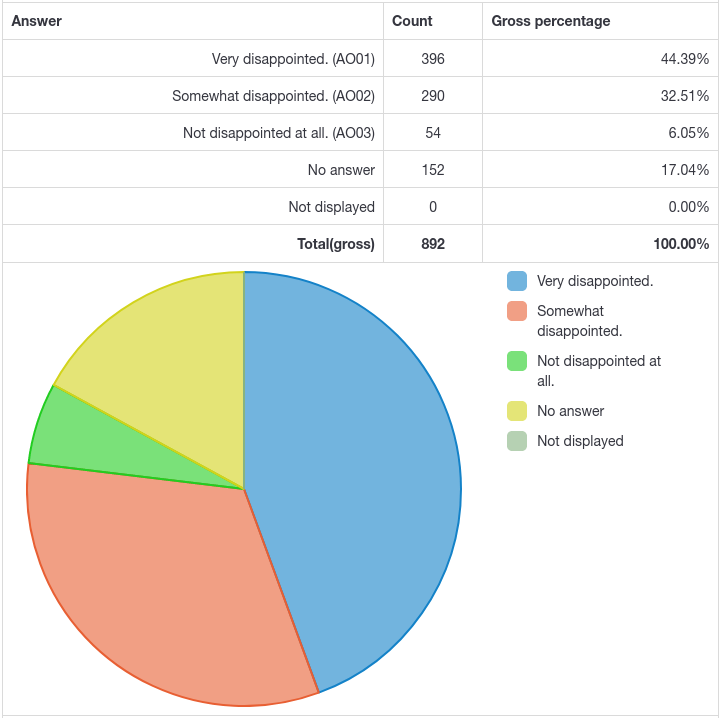 Answer Count Gross percentage
Very disappointed. (AO01) 396 44.39%
Somewhat disappointed. (AO02) 290 32.51%
Not disappointed at all. (AO03) 54 6.05%
No answer 152 17.04%
Not displayed 0 0.00%
Total(gross) 892 100.00%
Very disappointed.
Somewhat
disappointed.
Not disappointed at
all.
No answer
Not displayed